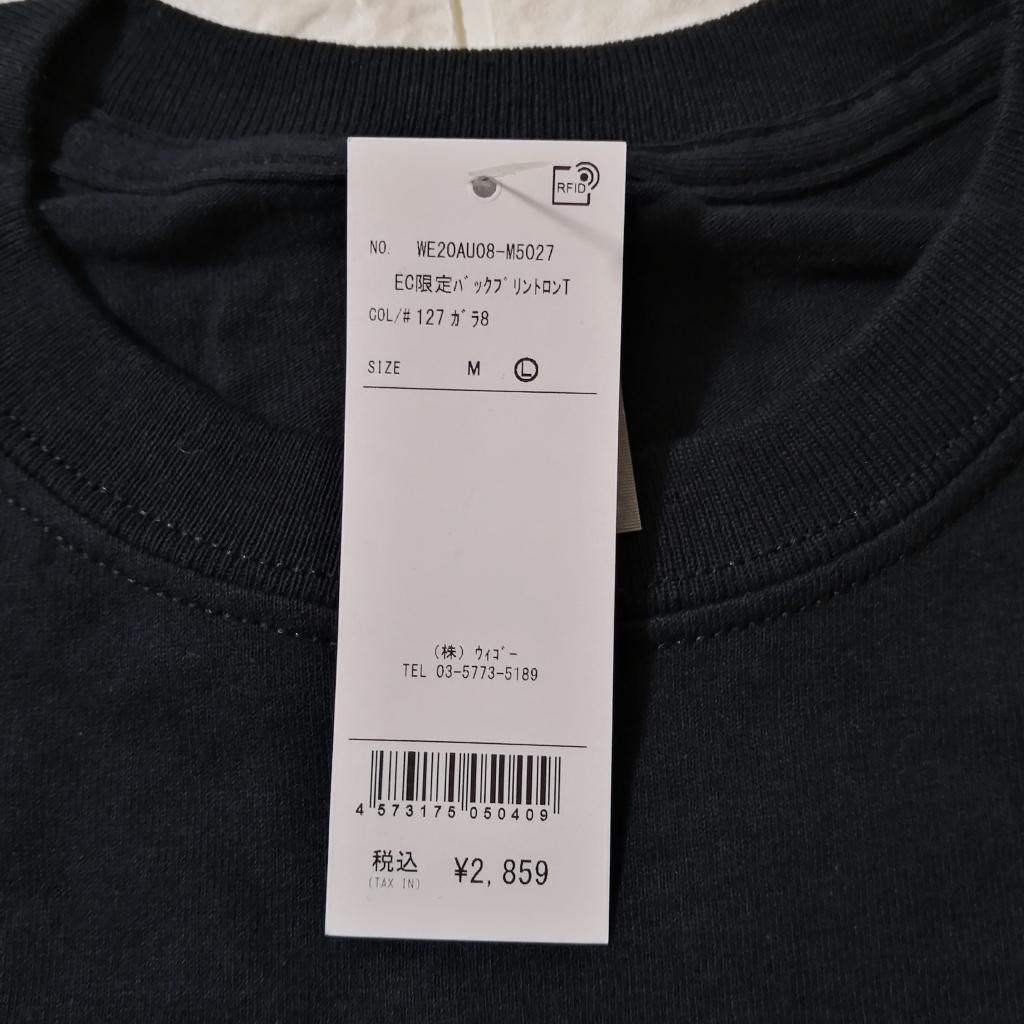 RFID
NO. WE20AU08-M5027
EC限定ﾊﾞｯｸﾌﾟﾘﾝﾄﾛﾝT
COL/# 127 ｶﾞﾗ8
SIZE M Ⓛ
(株) ｳｨｺﾞｰ
TEL 03-5773-5189
4 573175 050409
税込 ¥2,859
(TAX IN)